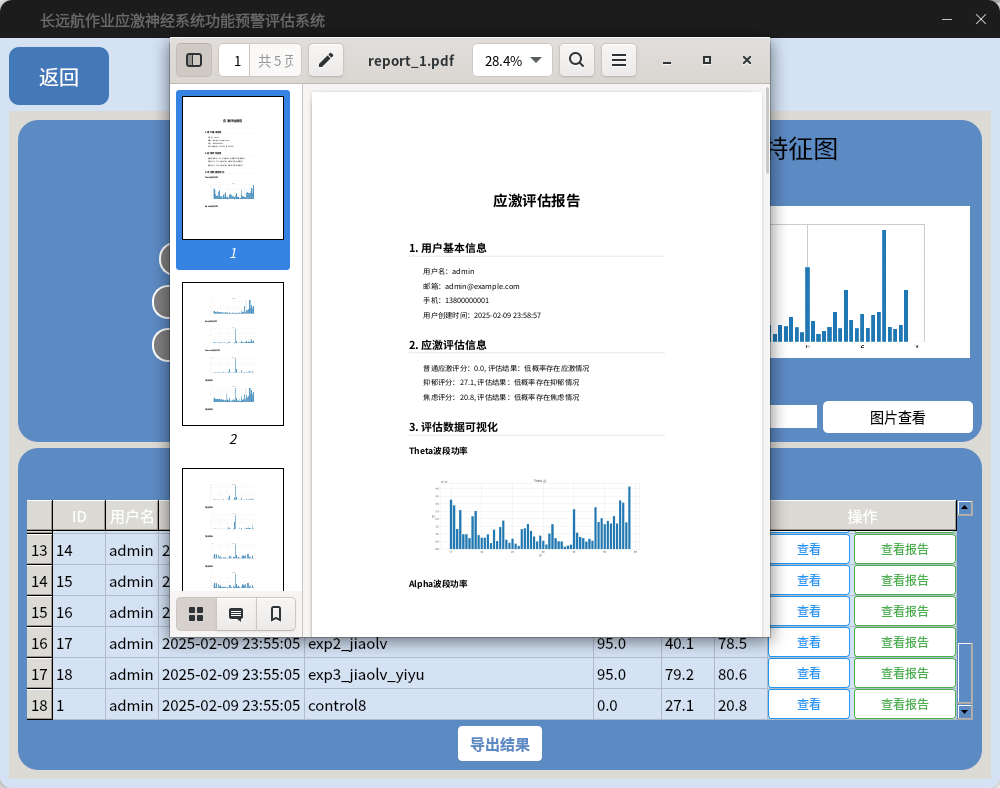 长远航作业应激神经系统功能预警评估系统
返回
1
共 5 页
report_1.pdf
28.4%
1
2
应激评估报告
1. 用户基本信息
用户名：admin
邮箱：admin@example.com
手机：13800000001
用户创建时间：2025-02-09 23:58:57
2. 应激评估信息
普通应激评分：0.0, 评估结果：低概率存在应激情况
抑郁评分：27.1, 评估结果：低概率存在抑郁情况
焦虑评分：20.8, 评估结果：低概率存在焦虑情况
3. 评估数据可视化
Theta波段功率
Alpha波段功率
特征图
图片查看
ID 用户名 操作
13 14 admin 2 查看 查看报告
14 15 admin 2 查看 查看报告
15 16 admin 2 查看 查看报告
16 17 admin 2025-02-09 23:55:05 exp2_jiaolv 95.0 40.1 78.5 查看 查看报告
17 18 admin 2025-02-09 23:55:05 exp3_jiaolv_yiyu 95.0 79.2 80.6 查看 查看报告
18 1 admin 2025-02-09 23:55:05 control8 0.0 27.1 20.8 查看 查看报告
导出结果